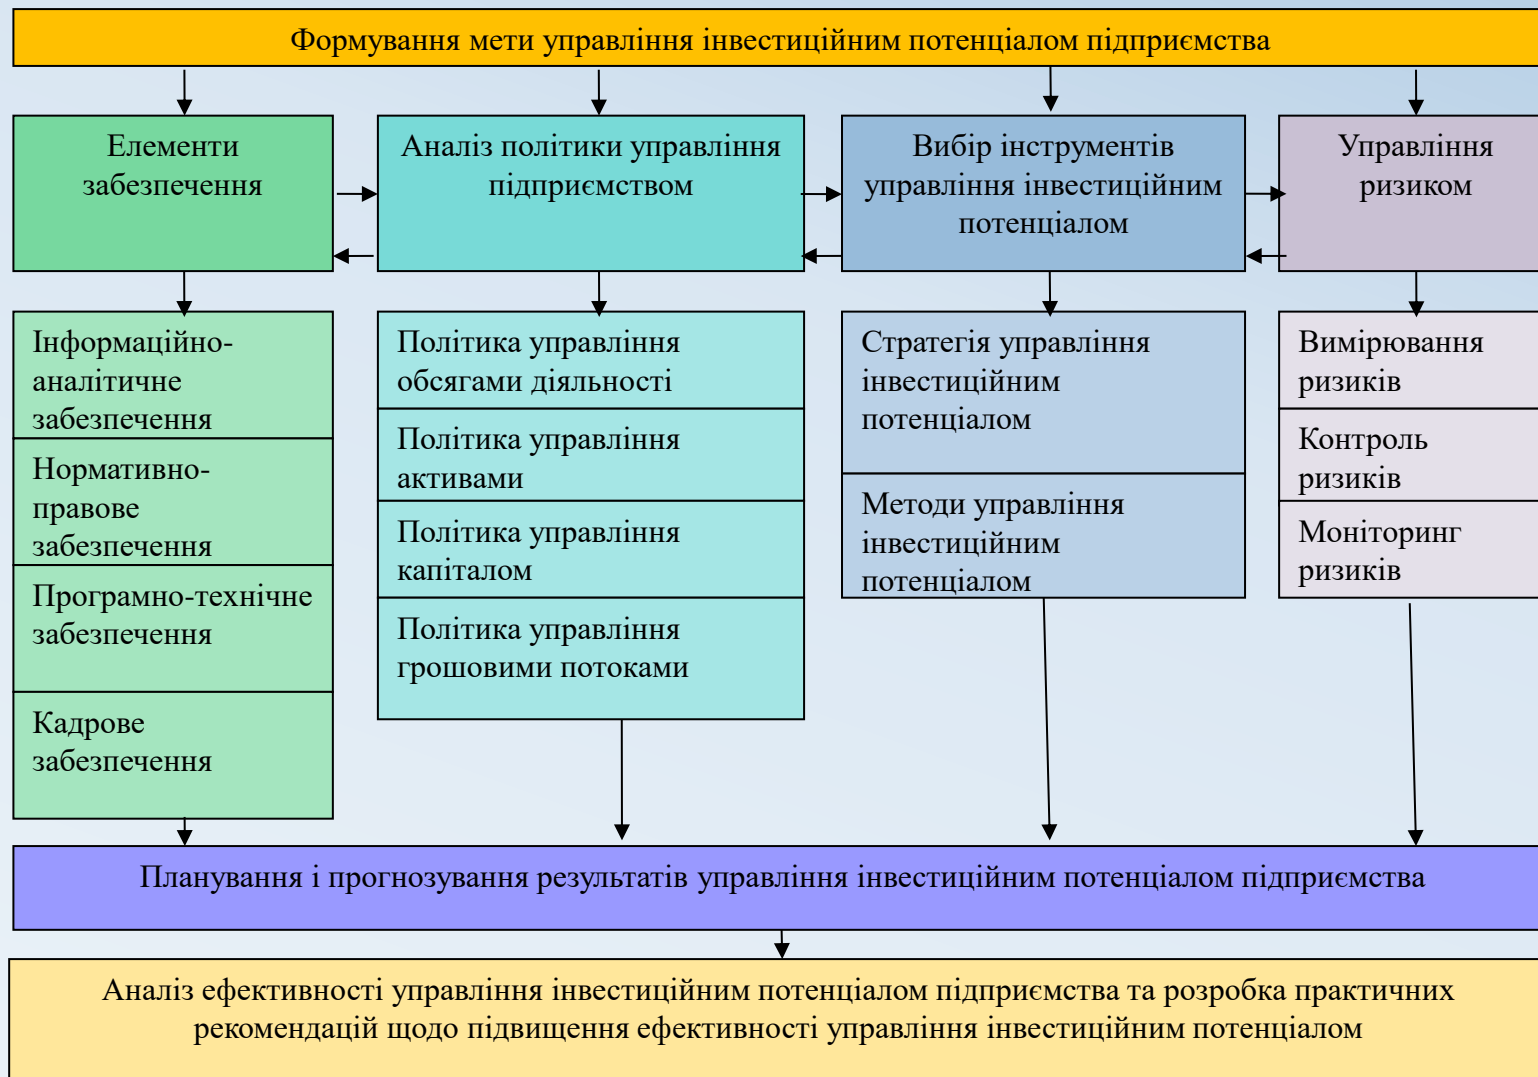 Формування мети управління інвестиційним потенціалом підприємства
Елементи
забезпечення
Аналіз політики управління
підприємством
Вибір інструментів
управління інвестиційним
потенціалом
Управління
ризиком
Інформаційно-
аналітичне
забезпечення
Нормативно-
правове
забезпечення
Програмно-технічне
забезпечення
Кадрове
забезпечення
Політика управління
обсягами діяльності
Політика управління
активами
Політика управління
капіталом
Політика управління
грошовими потоками
Стратегія управління
інвестиційним
потенціалом
Методи управління
інвестиційним
потенціалом
Вимірювання
ризиків
Контроль
ризиків
Моніторинг
ризиків
Планування і прогнозування результатів управління інвестиційним потенціалом підприємства
Аналіз ефективності управління інвестиційним потенціалом підприємства та розробка практичних
рекомендацій щодо підвищення ефективності управління інвестиційним потенціалом